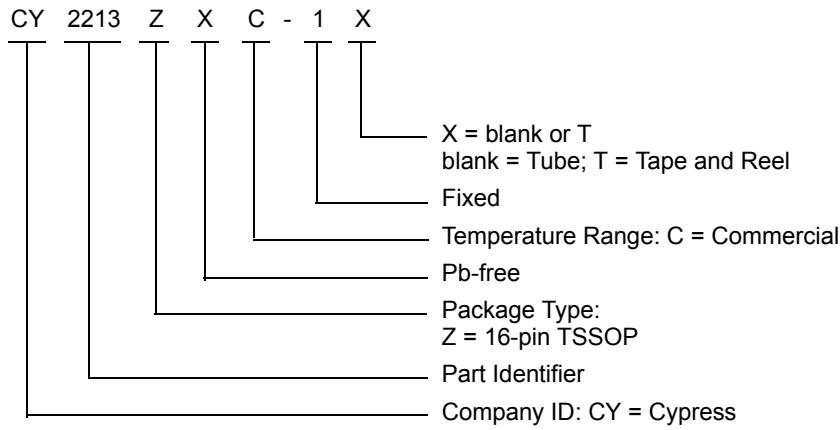 CY 2213 Z X C - 1 X
X = blank or T
blank = Tube; T = Tape and Reel
Fixed
Temperature Range: C = Commercial
Pb-free
Package Type:
Z = 16-pin TSSOP
Part Identifier
Company ID: CY = Cypress